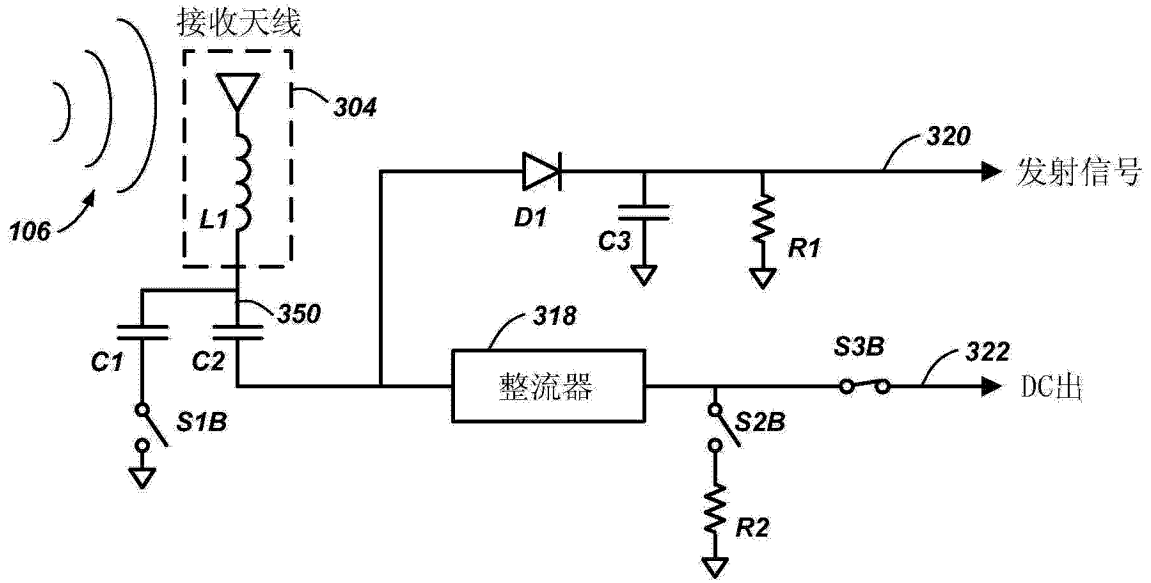 接收天线
304
106
L1
350
C1
C2
S1B
D1
C3
R1
320
发射信号
318
整流器
S3B
322
DC出
S2B
R2